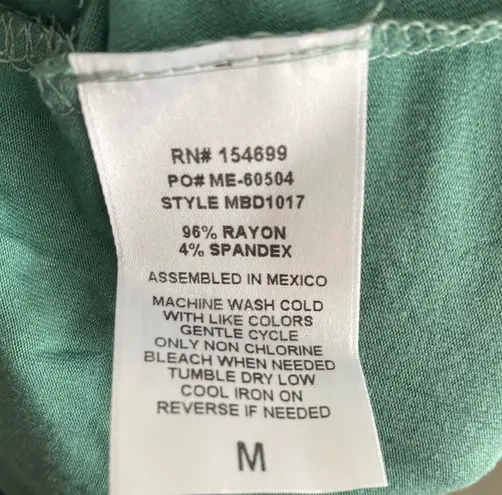 RN# 154699
PO# ME-60504
STYLE MBD1017
96% RAYON
4% SPANDEX
ASSEMBLED IN MEXICO
MACHINE WASH COLD
WITH LIKE COLORS
GENTLE CYCLE
ONLY NON CHLORINE
BLEACH WHEN NEEDED
TUMBLE DRY LOW
COOL IRON ON
REVERSE IF NEEDED
M